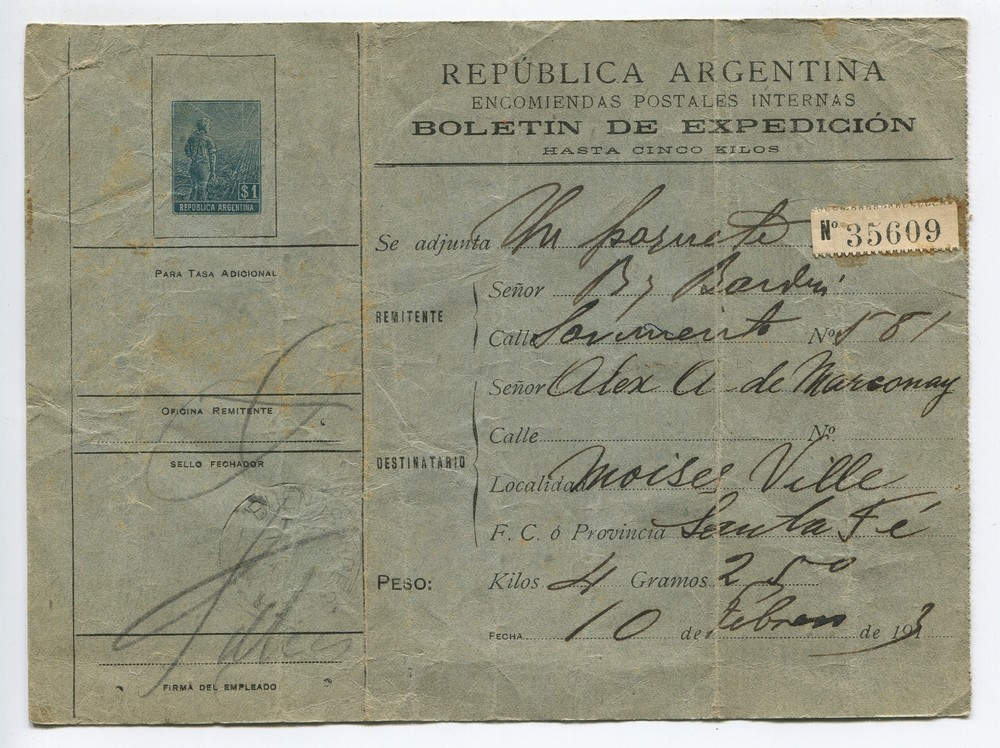 $1
REPUBLICA ARGENTINA
PARA TASA ADICIONAL
OFICINA REMITENTE
SELLO FECHADOR
FIRMA DEL EMPLEADO
REPÚBLICA ARGENTINA
ENCOMIENDAS POSTALES INTERNAS
BOLETIN DE EXPEDICIÓN
HASTA CINCO KILOS
Se adjunta Un paquete
Nº 35609
REMITENTE
Señor
Calle Sarmiento Nº 581
DESTINATARIO
Señor Alex A de Marconay
Calle Nº
Localidad Moises Ville
F. C. ó Provincia Santa Fé
PESO: Kilos 4 Gramos 250
FECHA 10 de Febrero de 1913